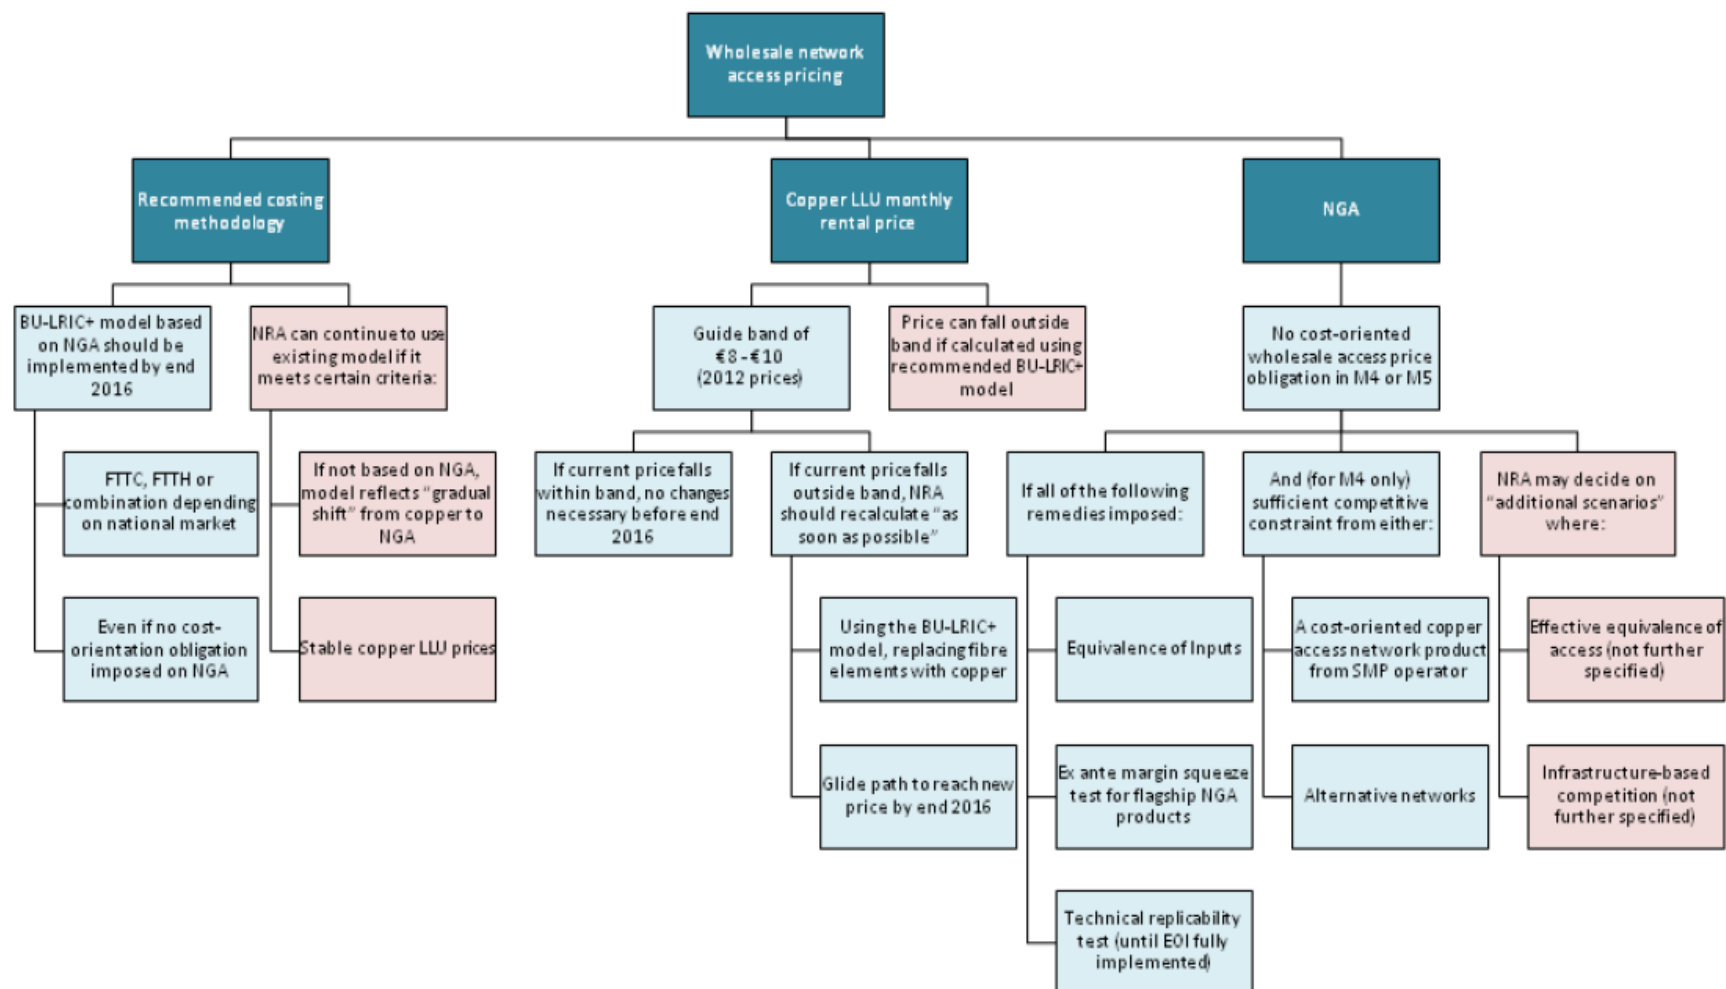 Wholesale network
access pricing
Recommended costing
methodology
Copper LLU monthly
rental price
NGA
BU-LRIC+ model based
on NGA should be
implemented by end
2016
NRA can continue to use
existing model if it
meets certain criteria:
Guide band of
€8 - €10
(2012 prices)
Price can fall outside
band if calculated using
recommended BU-LRIC+
model
No cost-oriented
wholesale access price
obligation in M4 or M5
FTTC, FTTH or
combination depending
on national market
If not based on NGA,
model reflects "gradual
shift" from copper to
NGA
If current price falls
within band, no changes
necessary before end
2016
If current price falls
outside band, NRA
should recalculate "as
soon as possible"
If all of the following
remedies imposed:
And (for M4 only)
sufficient competitive
constraint from either:
NRA may decide on
"additional scenarios"
where:
Even if no cost-
orientation obligation
imposed on NGA
Stable copper LLU prices
Using the BU-LRIC+
model, replacing fibre
elements with copper
Equivalence of Inputs
A cost-oriented copper
access network product
from SMP operator
Effective equivalence of
access (not further
specified)
Glide path to reach new
price by end 2016
Ex ante margin squeeze
test for flagship NGA
products
Alternative networks
Infrastructure-based
competition (not
further specified)
Technical replicability
test (until EOI fully
implemented)